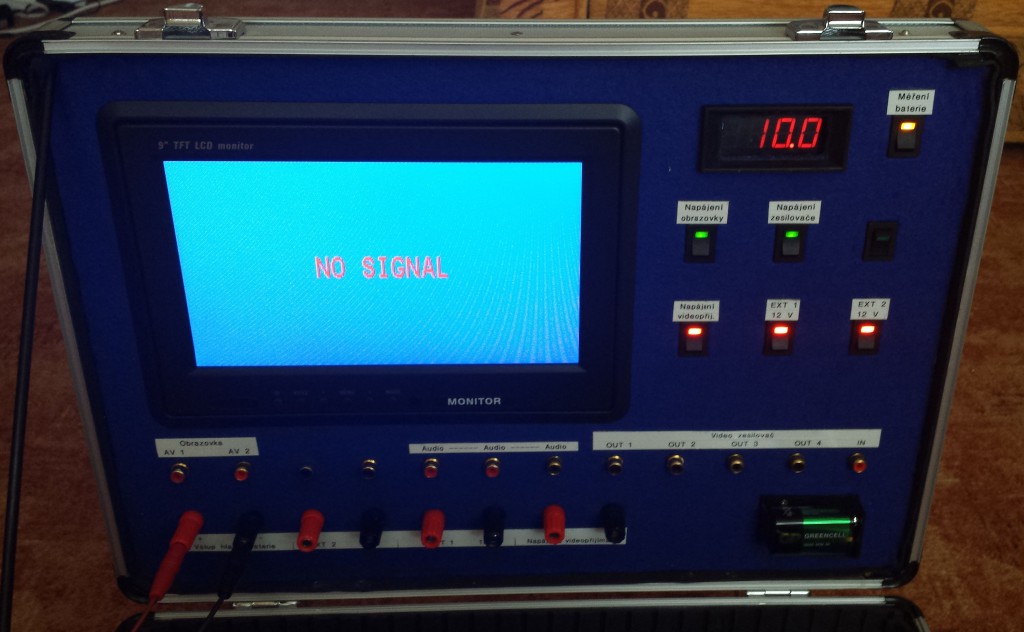 Měření
baterie
10.0
9" TFT LCD monitor
Napájení
obrazovky
Napájení
zesilovače
NO SIGNAL
Napájení
videopřij.
EXT 1
12 V
EXT 2
12 V
MONITOR
Obrazovka
AV 1 AV 2
Audio ------- Audio ------- Audio
Video zesilovač
OUT 1 OUT 2 OUT 3 OUT 4 IN
GREENCELL
Vstup